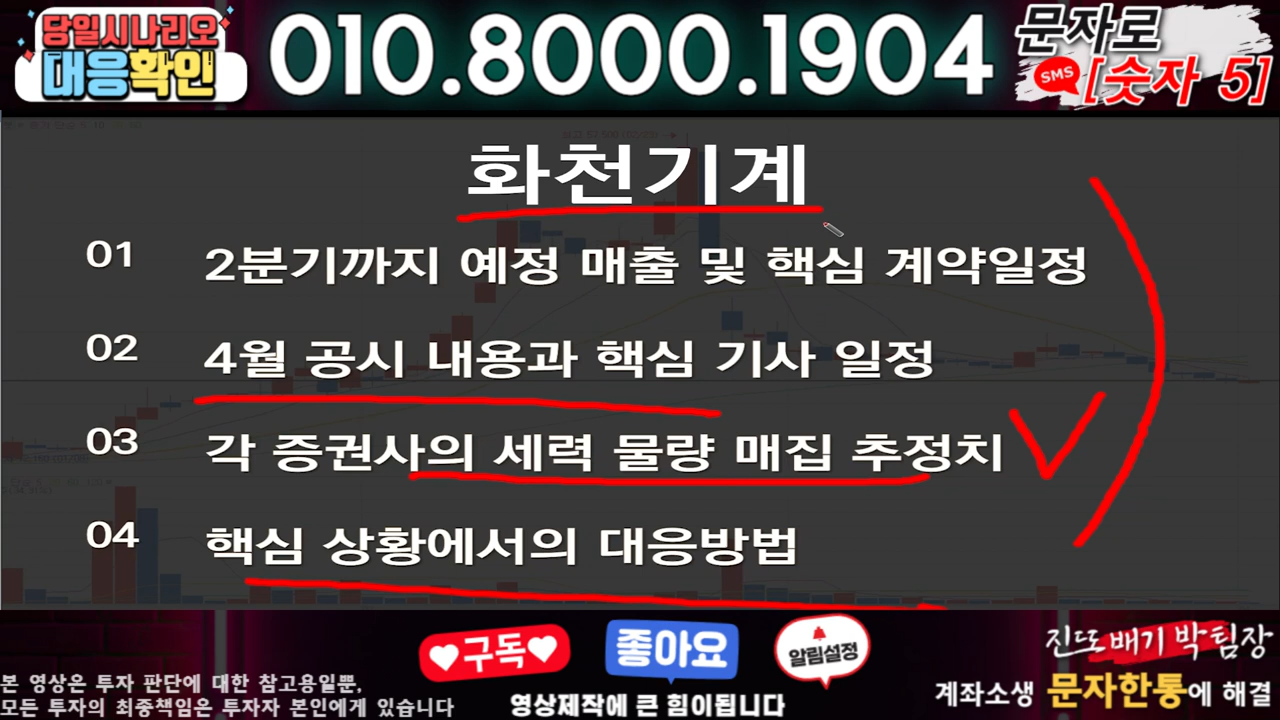 당일시나리오
대응확인
010.8000.1904
문자로
SMS
[숫자 5]
화천기계
01 2분기까지 예정 매출 및 핵심 계약일정
02 4월 공시 내용과 핵심 기사 일정
03 각 증권사의 세력 물량 매집 추정치
04 핵심 상황에서의 대응방법
구독
좋아요
알림설정
진또배기 박팀장
본 영상은 투자 판단에 대한 참고용일뿐,
모든 투자의 최종책임은 투자자 본인에게 있습니다
영상제작에 큰 힘이됩니다
계좌소생 문자한통에 해결